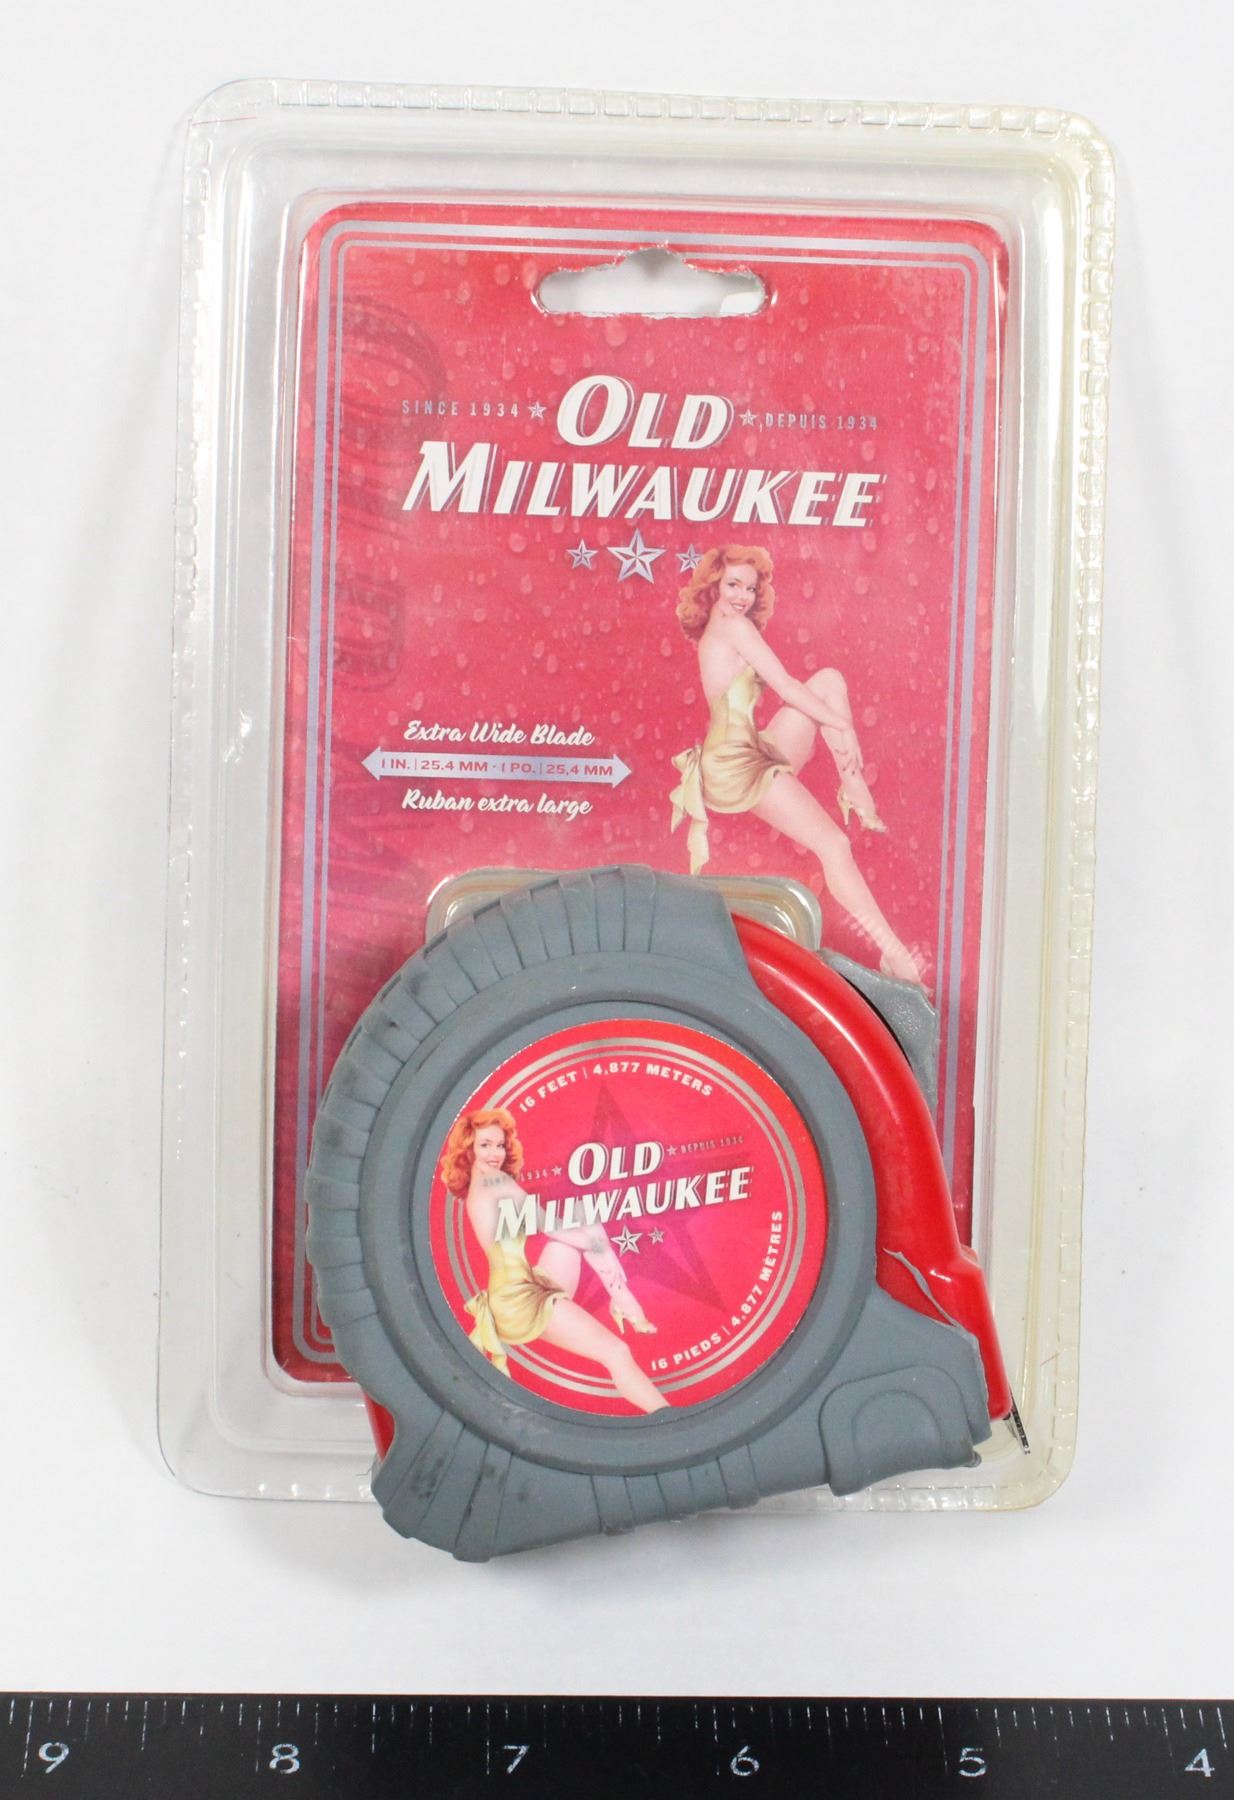 SINCE 1934 OLD DEPUIS 1934
MILWAUKEE
Extra Wide Blade
1 IN. | 25.4 MM · 1 PO. | 25,4 MM
Ruban extra large
16 FEET | 4,877 METERS
1934 OLD DEPUIS 1934
MILWAUKEE
16 PIEDS | 4,877 MÈTRES
9 8 7 6 5 4